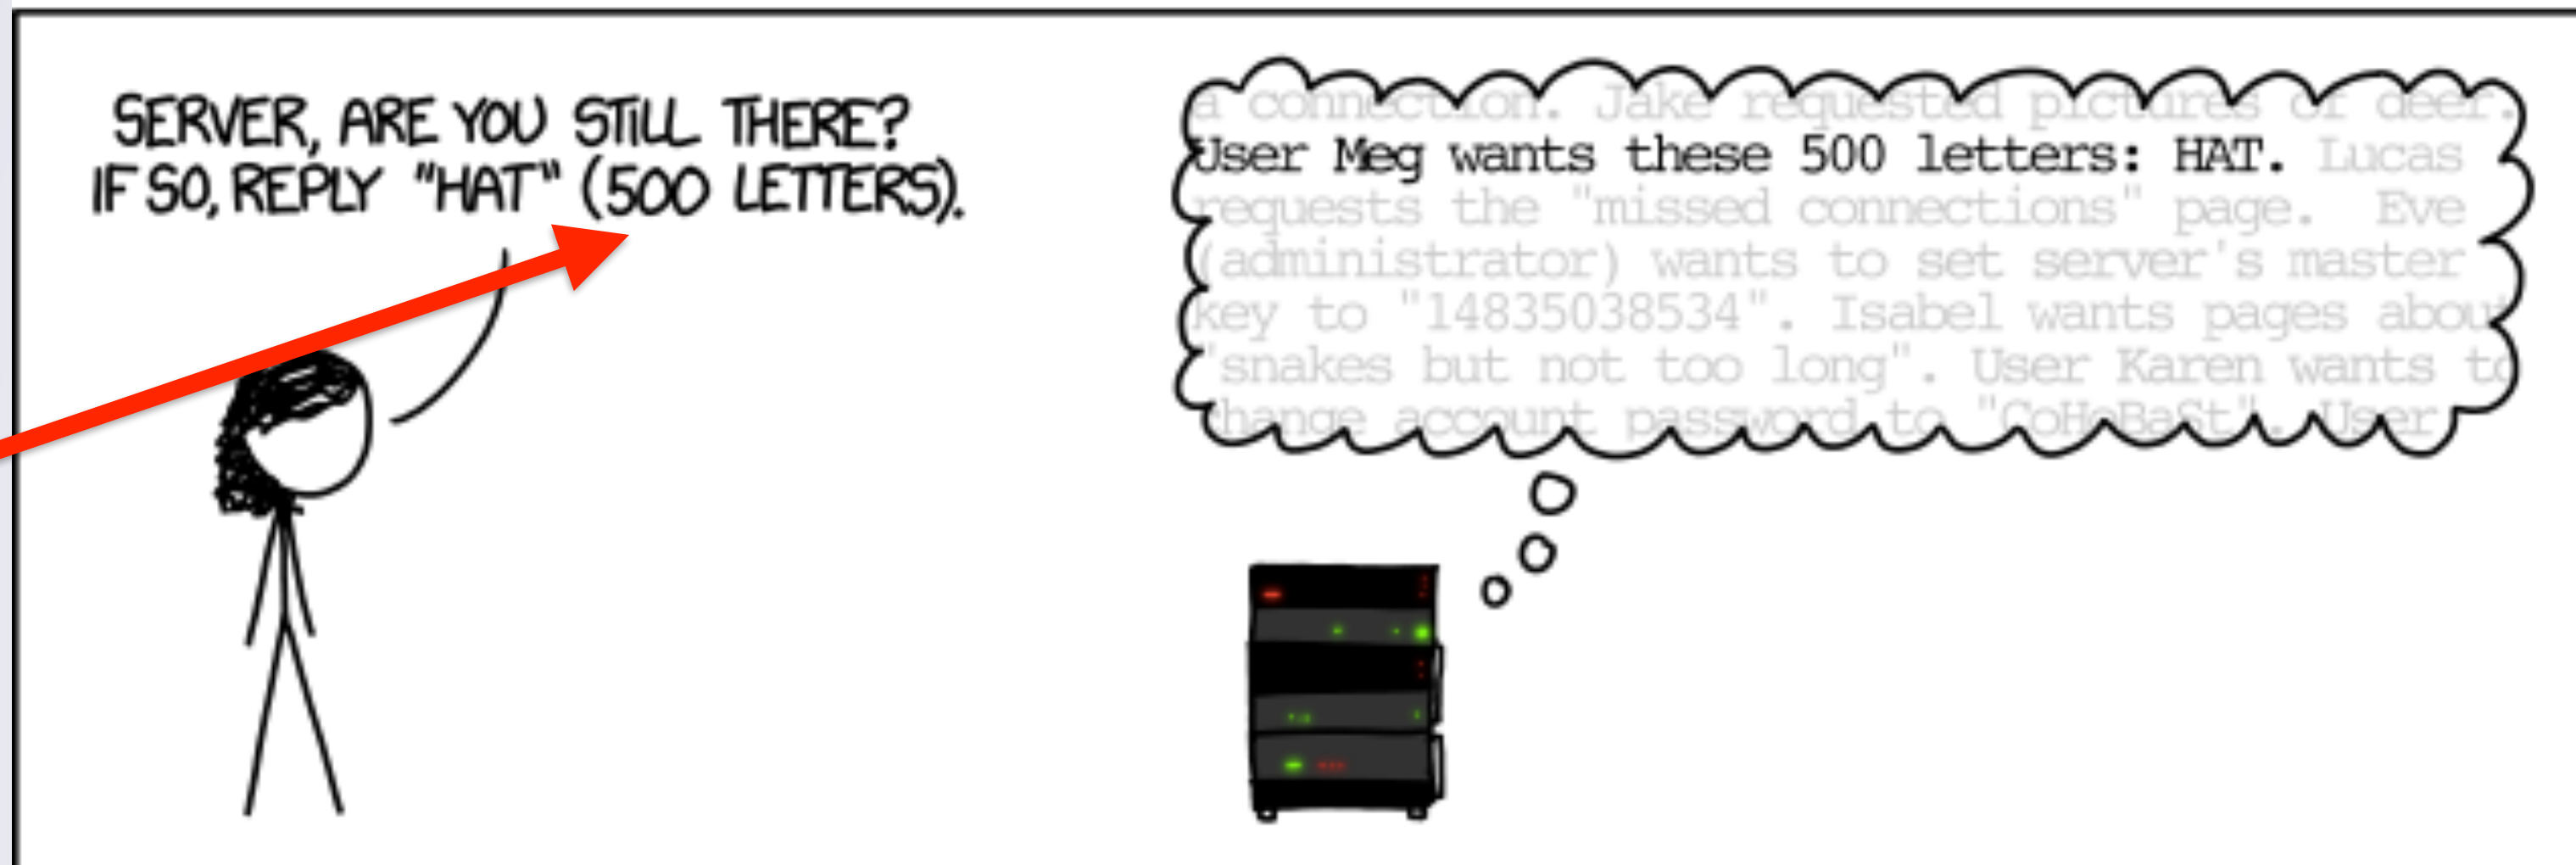 SERVER, ARE YOU STILL THERE?
IF SO, REPLY "HAT" (500 LETTERS).
a connection. Jake requested pictures of deer.
User Meg wants these 500 letters: HAT. Lucas
requests the "missed connections" page. Eve
(administrator) wants to set server's master
key to "14835038534". Isabel wants pages about
"snakes but not too long". User Karen wants to
change account password to "CoHoBaSt". User